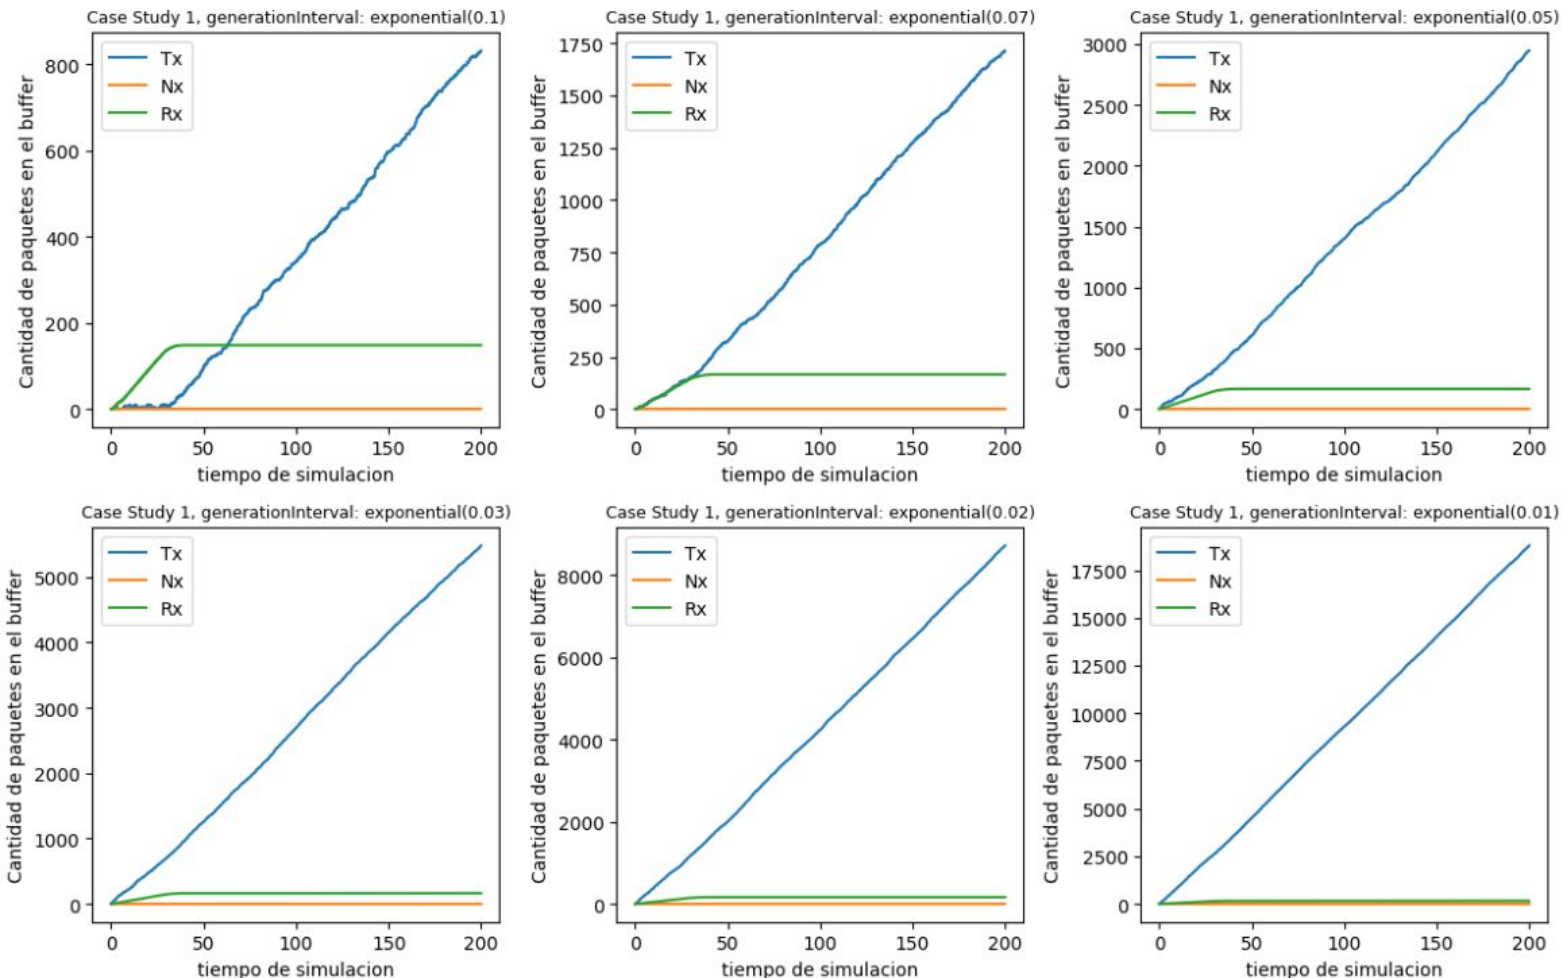 Case Study 1, generationInterval: exponential(0.1)
Cantidad de paquetes en el buffer
800
600
400
200
0
Tx
Nx
Rx
0 50 100 150 200
tiempo de simulacion
Case Study 1, generationInterval: exponential(0.07)
Cantidad de paquetes en el buffer
1750
1500
1250
1000
750
500
250
0
Tx
Nx
Rx
0 50 100 150 200
tiempo de simulacion
Case Study 1, generationInterval: exponential(0.05)
Cantidad de paquetes en el buffer
3000
2500
2000
1500
1000
500
0
Tx
Nx
Rx
0 50 100 150 200
tiempo de simulacion
Case Study 1, generationInterval: exponential(0.03)
Cantidad de paquetes en el buffer
5000
4000
3000
2000
1000
0
Tx
Nx
Rx
0 50 100 150 200
tiempo de simulacion
Case Study 1, generationInterval: exponential(0.02)
Cantidad de paquetes en el buffer
8000
6000
4000
2000
0
Tx
Nx
Rx
0 50 100 150 200
tiempo de simulacion
Case Study 1, generationInterval: exponential(0.01)
Cantidad de paquetes en el buffer
17500
15000
12500
10000
7500
5000
2500
0
Tx
Nx
Rx
0 50 100 150 200
tiempo de simulacion